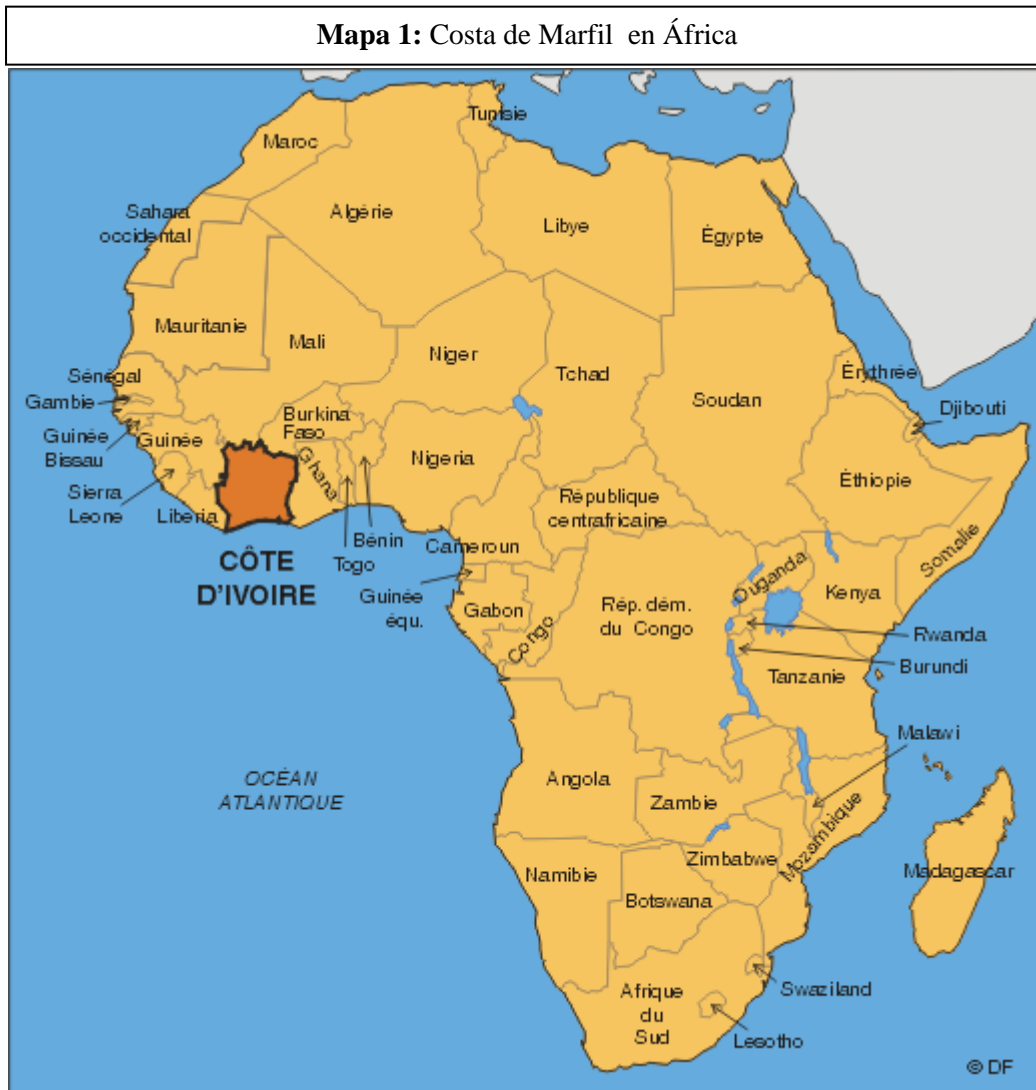 Mapa 1: Costa de Marfil en África
Tunisie
Maroc
Algérie
Libye
Égypte
Sahara
occidental
Mauritanie
Mali
Niger
Tchad
Soudan
Érythrée
Djibouti
Sénégal
Gambie
Guinée
Bissau
Guinée
Sierra
Leone
Liberia
Burkina
Faso
Ghana
Togo
Bénin
Nigeria
CÔTE
D'IVOIRE
Cameroun
République
centrafricaine
Éthiopie
Somalie
Guinée
équ.
Gabon
Congo
Rép. dém.
du Congo
Ouganda
Kenya
Rwanda
Burundi
Tanzanie
Malawi
OCÉAN
ATLANTIQUE
Angola
Zambie
Mozambique
Zimbabwe
Madagascar
Namibie
Botswana
Swaziland
Afrique
du
Sud
Lesotho
© DF